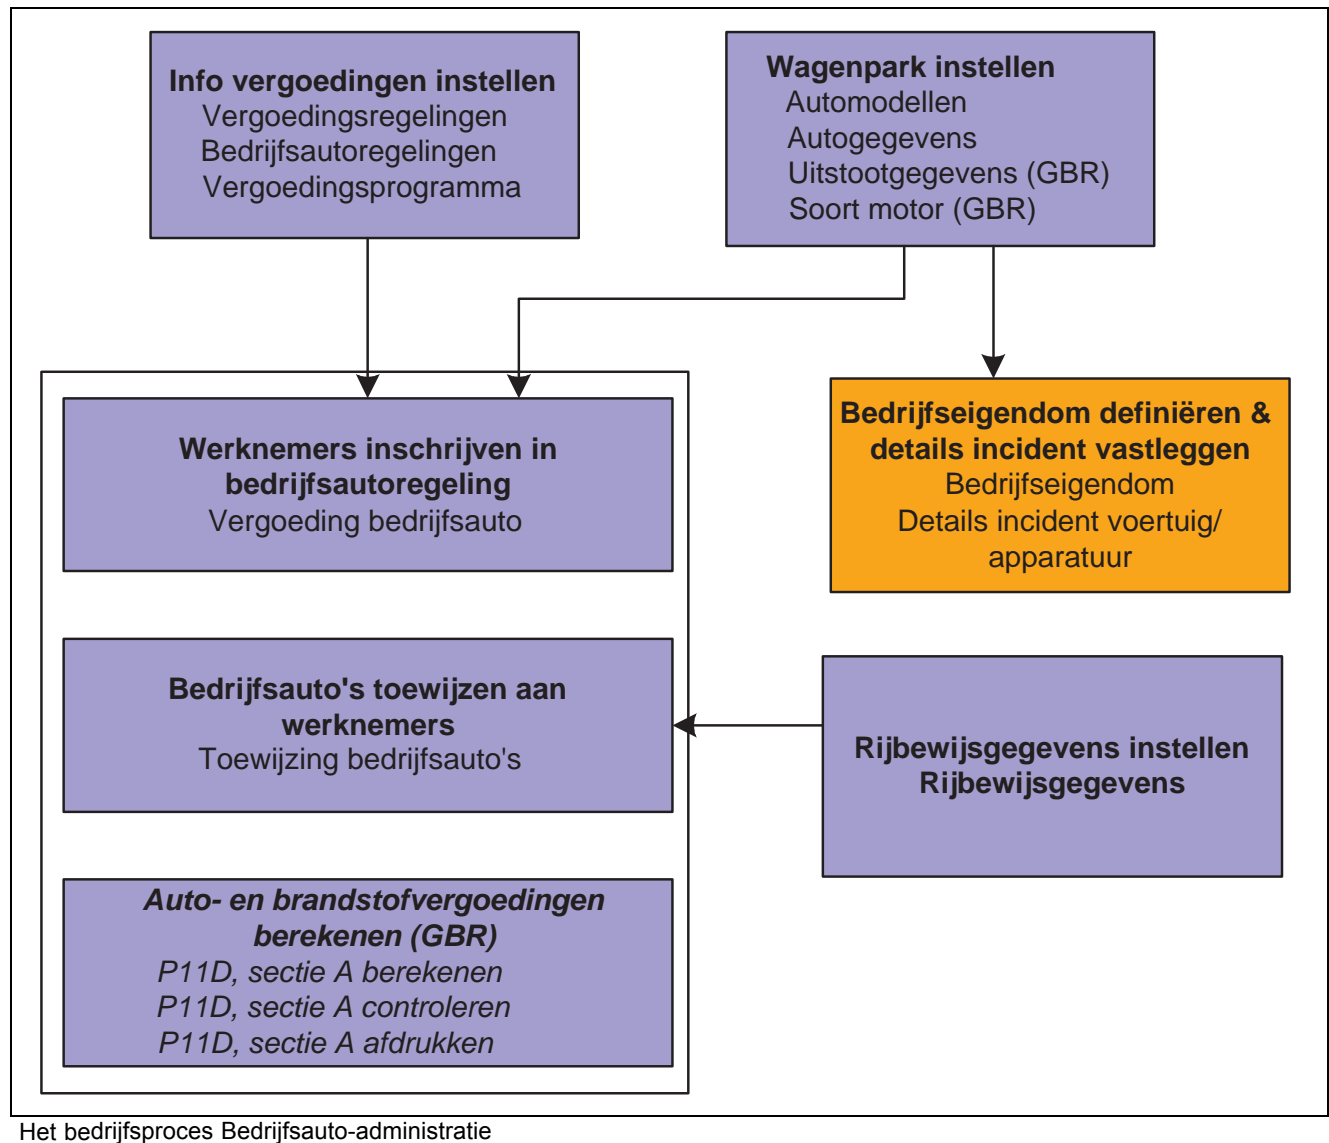 Info vergoedingen instellen
Vergoedingsregelingen
Bedrijfsautoregelingen
Vergoedingsprogramma
Wagenpark instellen
Automodellen
Autogegevens
Uitstootgegevens (GBR)
Soort motor (GBR)
Werknemers inschrijven in
bedrijfsautoregeling
Vergoeding bedrijfsauto
Bedrijfseigendom definiëren &
details incident vastleggen
Bedrijfseigendom
Details incident voertuig/
apparatuur
Bedrijfsauto's toewijzen aan
werknemers
Toewijzing bedrijfsauto's
Rijbewijsgegevens instellen
Rijbewijsgegevens
Auto- en brandstofvergoedingen
berekenen (GBR)
P11D, sectie A berekenen
P11D, sectie A controleren
P11D, sectie A afdrukken
Het bedrijfsproces Bedrijfsauto-administratie